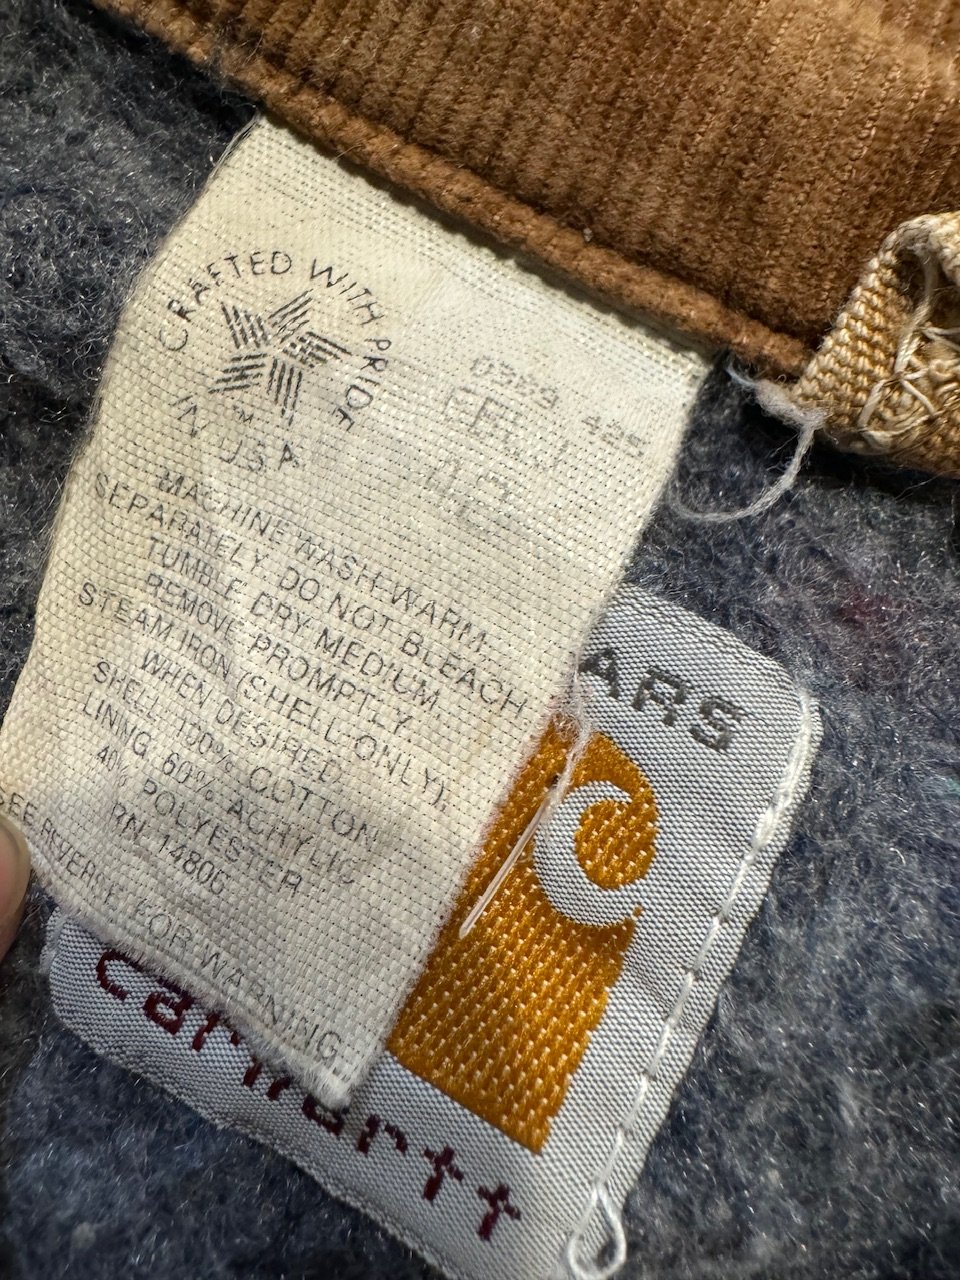 CRAFTED WITH PRIDE
IN U.S.A
TM
MACHINE WASH-WARM,
SEPARATELY. DO NOT BLEACH
TUMBLE DRY MEDIUM
REMOVE PROMPTLY
STEAM IRON (SHELL ONLY),
WHEN DESIRED
SHELL 100% COTTON
LINING 60% ACRYLIC
40% POLYESTER
RN 14806
SEE REVERSE FOR WARNING
ARS
C
carhartt